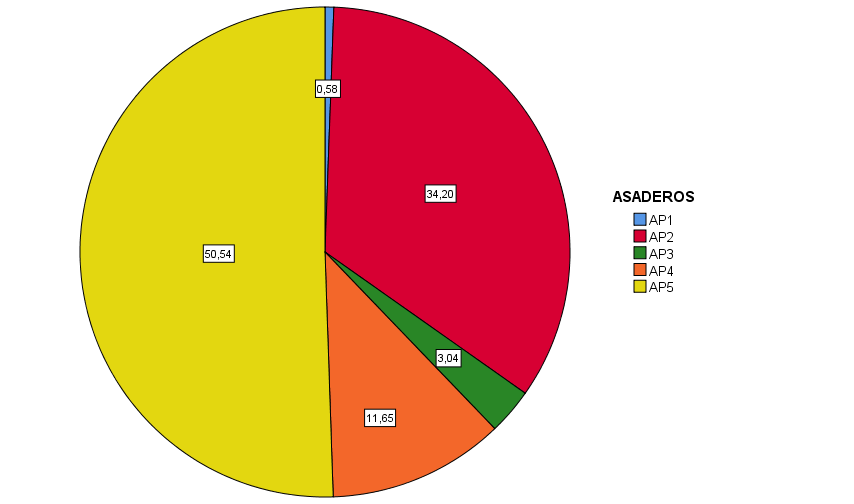 0,58
34,20
50,54
3,04
11,65
ASADEROS
AP1
AP2
AP3
AP4
AP5